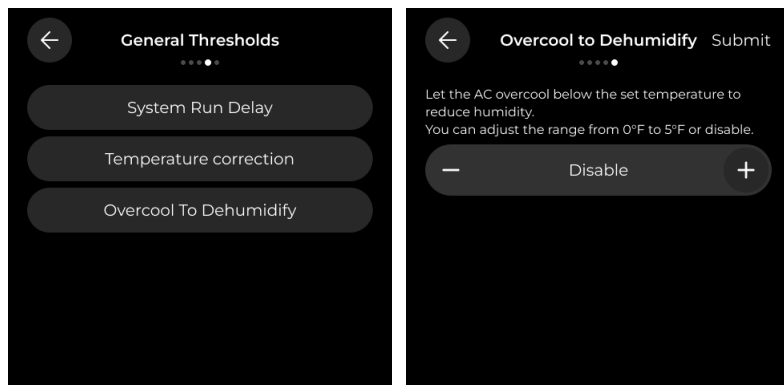 General Thresholds
System Run Delay
Temperature correction
Overcool To Dehumidify
Overcool to Dehumidify Submit
Let the AC overcool below the set temperature to
reduce humidity.
You can adjust the range from 0°F to 5°F or disable.
− Disable +